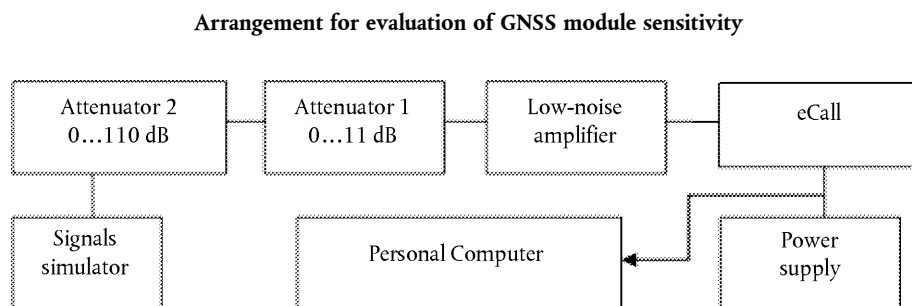 Arrangement for evaluation of GNSS module sensitivity
Attenuator 2
0...110 dB
Attenuator 1
0...11 dB
Low-noise
amplifier
eCall
Signals
simulator
Personal Computer
Power
supply